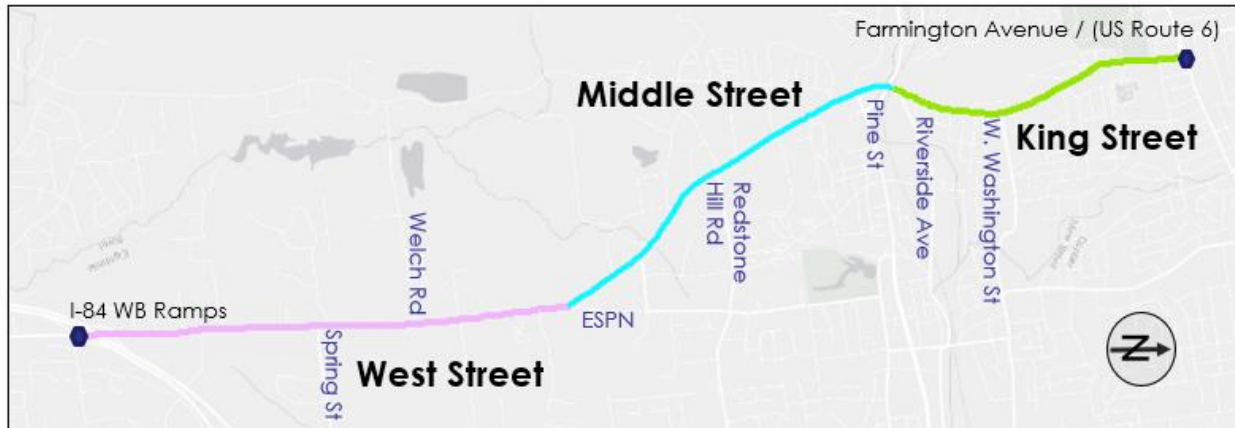 Farmington Avenue / (US Route 6)
Middle Street
Pine St
Riverside Ave
W. Washington St
King Street
Redstone
Hill Rd
Welch Rd
I-84 WB Ramps
ESPN
Spring St
West Street
N